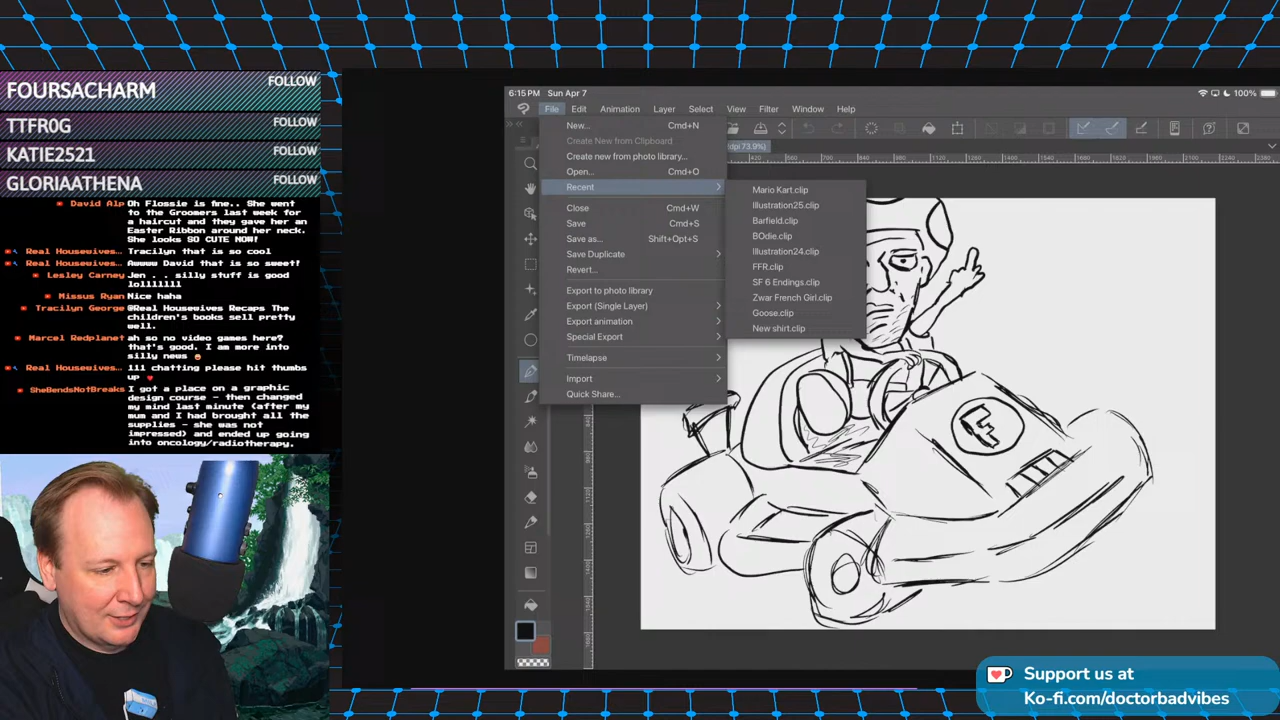 FOURSACHARM
FOLLOW
TTFR0G
FOLLOW
KATIE2521
FOLLOW
GLORIAATHENA
FOLLOW
David Alp Oh Flossie is fine.. She went
to the Groomers last week for
a haircut and they gave her an
Easter Ribbon around her neck.
She looks SO CUTE NOW!
Real Housewives… Tracilyn that is so cool
Real Housewives… Awwww David that is so sweet!
Lesley Carney Jen . . silly stuff is good
lolllllll
Missus Ryan Nice haha
Tracilyn George @Real Housewives Recaps The
children's books sell pretty
well.
Marcel Redplanet ah so no video games here?
that's good. I am more into
silly news
Real Housewives… 111 chatting please hit thumbs
up
SheBendsNotBreaks I got a place on a graphic
design course - then changed
my mind last minute (after my
mum and I had brought all the
supplies - she was not
impressed) and ended up going
into oncology/radiotherapy.
6:15 PM Sun Apr 7
100%
File Edit Animation Layer Select View Filter Window Help
New... Cmd+N
Create New from Clipboard
Create new from photo library...
Open... Cmd+O
Recent
Close Cmd+W
Save Cmd+S
Save as... Shift+Opt+S
Save Duplicate
Revert...
Export to photo library
Export (Single Layer)
Export animation
Special Export
Timelapse
Import
Quick Share...
Mario Kart.clip
Illustration25.clip
Barfield.clip
BOdie.clip
Illustration24.clip
FFR.clip
SF 6 Endings.clip
Zwar French Girl.clip
Goose.clip
New shirt.clip
dpi 73.9%)
Support us at
Ko-fi.com/doctorbadvibes